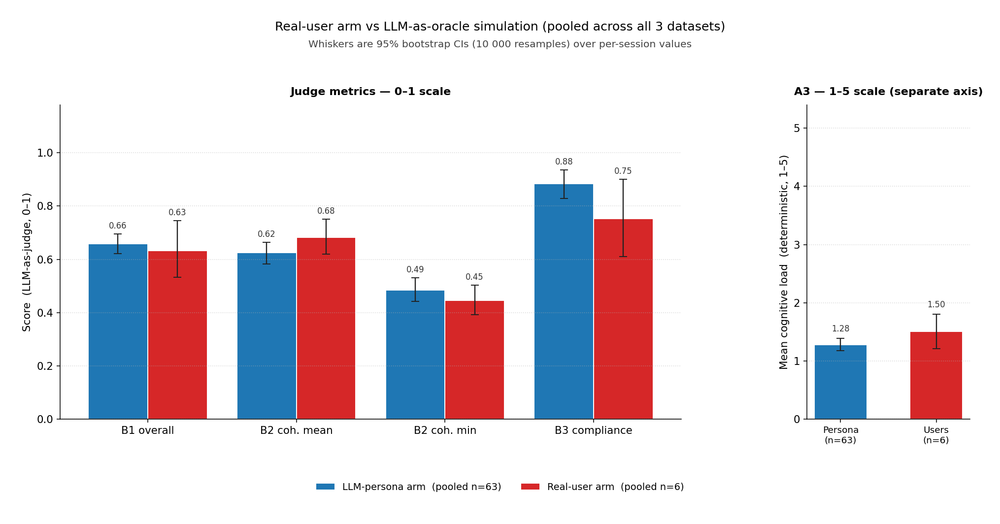 Real-user arm vs LLM-as-oracle simulation (pooled across all 3 datasets)
Whiskers are 95% bootstrap CIs (10 000 resamples) over per-session values
Judge metrics — 0–1 scale
Score (LLM-as-judge, 0–1)
1.0
0.8
0.6
0.4
0.2
0.0
0.66
0.63
0.62
0.68
0.49
0.45
0.88
0.75
B1 overall
B2 coh. mean
B2 coh. min
B3 compliance
A3 — 1–5 scale (separate axis)
Mean cognitive load (deterministic, 1–5)
5
4
3
2
1
0
1.28
1.50
Persona
(n=63)
Users
(n=6)
LLM-persona arm (pooled n=63)
Real-user arm (pooled n=6)